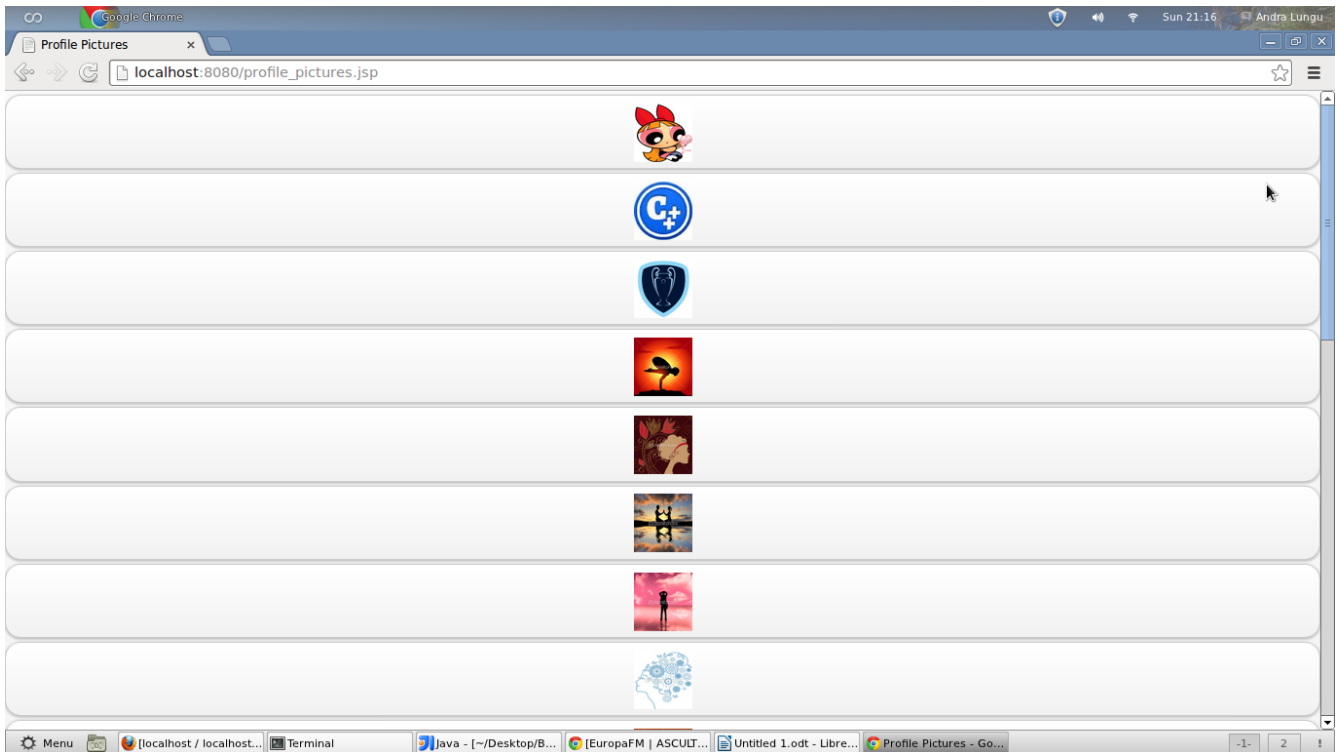 Google Chrome
Sun 21:16
Andra Lungu
Profile Pictures
localhost:8080/profile_pictures.jsp
C++
Menu
[localhost / localhost...
Terminal
Java - [~/Desktop/B...
[EuropaFM | ASCULT...
Untitled 1.odt - Libre...
Profile Pictures - Go...
-1-
2
!